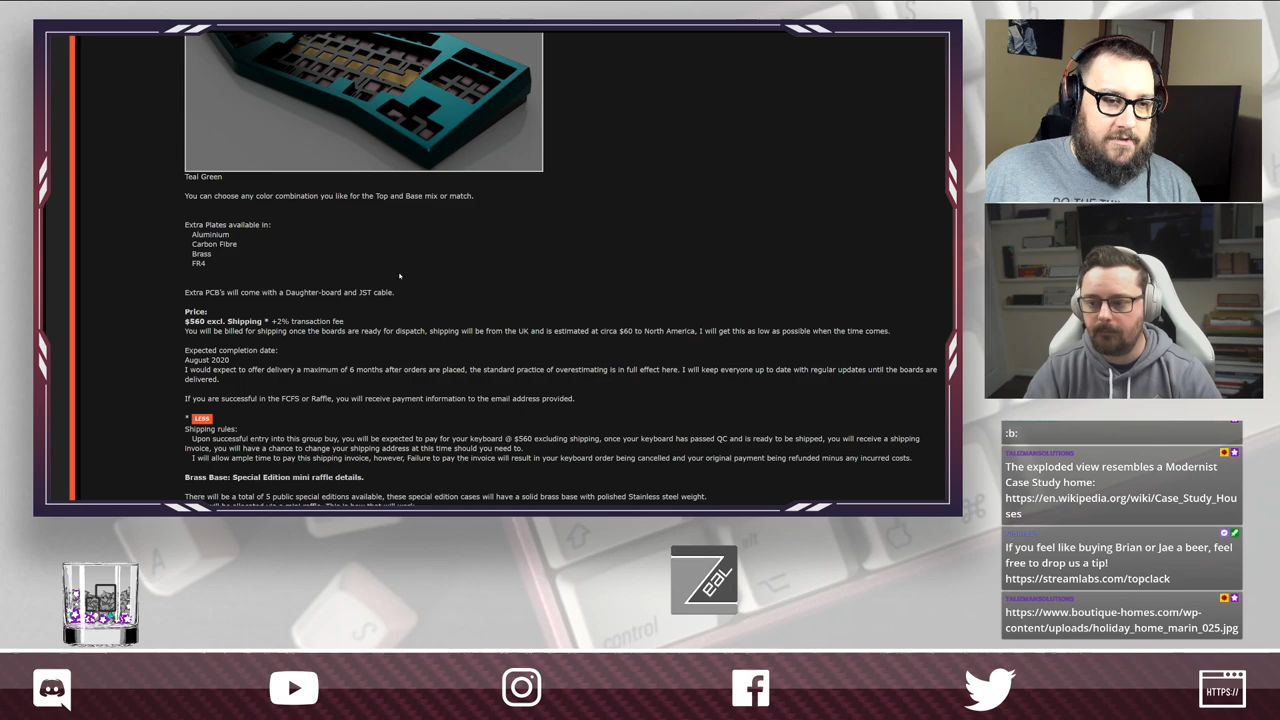 Teal Green
You can choose any color combination you like for the Top and Base mix or match.
Extra Plates available in:
Aluminium
Carbon Fibre
Brass
FR4
Extra PCB's will come with a Daughter-board and JST cable.
Price:
$560 excl. Shipping * +2% transaction fee
You will be billed for shipping once the boards are ready for dispatch, shipping will be from the UK and is estimated at circa $60 to North America, I will get this as low as possible when the time comes.
Expected completion date:
August 2020
I would expect to offer delivery a maximum of 6 months after orders are placed, the standard practice of overestimating is in full effect here. I will keep everyone up to date with regular updates until the boards are
delivered.
If you are successful in the FCFS or Raffle, you will receive payment information to the email address provided.
* LESS
Shipping rules:
Upon successful entry into this group buy, you will be expected to pay for your keyboard @ $560 excluding shipping, once your keyboard has passed QC and is ready to be shipped, you will receive a shipping
invoice, you will have a chance to change your shipping address at this time should you need to.
I will allow ample time to pay this shipping invoice, however, Failure to pay the invoice will result in your keyboard order being cancelled and your original payment being refunded minus any incurred costs.
Brass Base: Special Edition mini raffle details.
There will be a total of 5 public special editions available, these special edition cases will have a solid brass base with polished Stainless steel weight.
:b:
TALIZMANSOLUTIONS
The exploded view resembles a Modernist
Case Study home:
https://en.wikipedia.org/wiki/Case_Study_Hou
ses
If you feel like buying Brian or Jae a beer, feel
free to drop us a tip!
https://streamlabs.com/topclack
TALIZMANSOLUTIONS
https://www.boutique-homes.com/wp-
content/uploads/holiday_home_marin_025.jpg
Zeal
alt
control
HTTP://